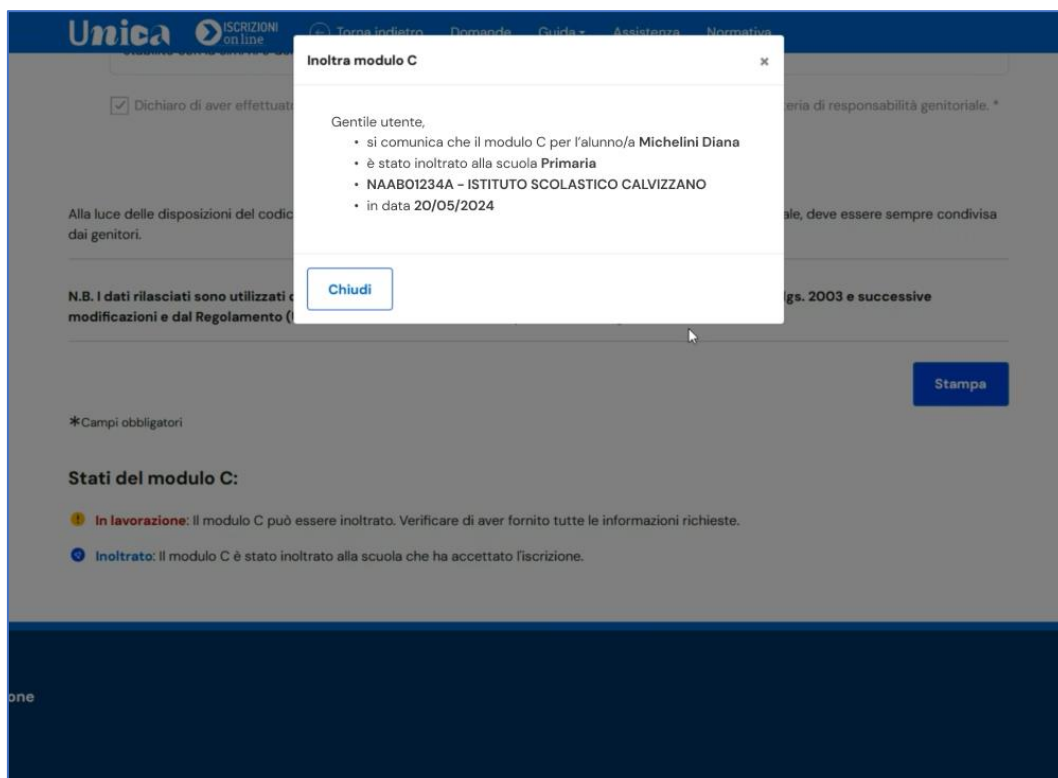 Unica ISCRIZIONI on line Torna indietro Domande Guida Assistenza Normativa
Inoltra modulo C ×
Dichiaro di aver effettuato eria di responsabilità genitoriale. *
Gentile utente,
• si comunica che il modulo C per l'alunno/a Michelini Diana
• è stato inoltrato alla scuola Primaria
• NAAB01234A - ISTITUTO SCOLASTICO CALVIZZANO
• in data 20/05/2024
Alla luce delle disposizioni del codic ale, deve essere sempre condivisa
dai genitori.
Chiudi
N.B. I dati rilasciati sono utilizzati lgs. 2003 e successive
modificazioni e dal Regolamento (
Stampa
*Campi obbligatori
Stati del modulo C:
In lavorazione: Il modulo C può essere inoltrato. Verificare di aver fornito tutte le informazioni richieste.
Inoltrato: Il modulo C è stato inoltrato alla scuola che ha accettato l'iscrizione.
one